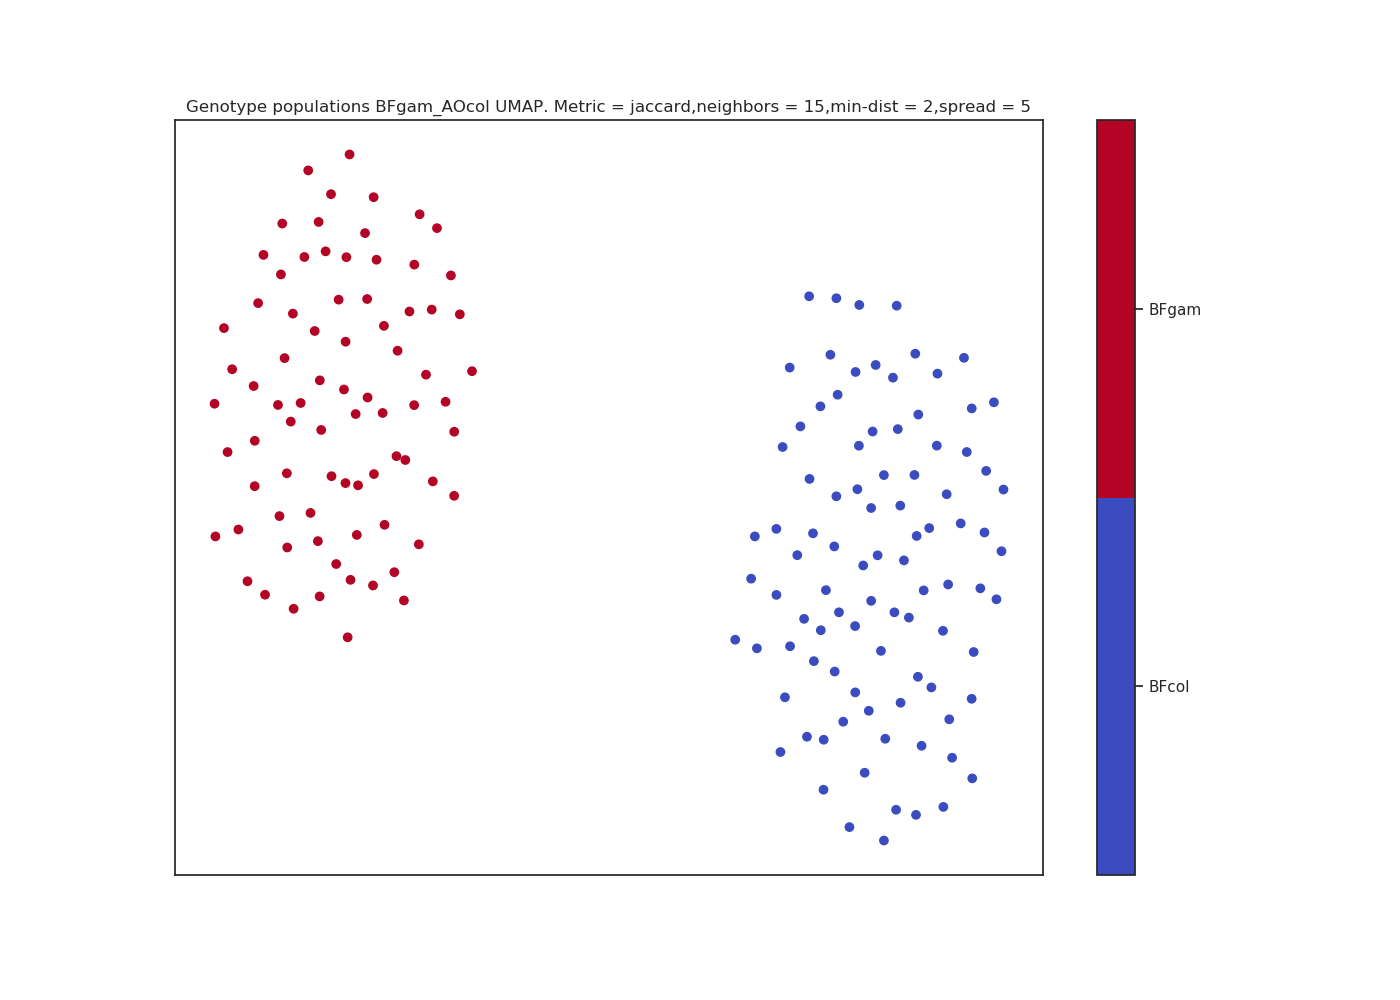 Genotype populations BFgam_AOcol UMAP. Metric = jaccard,neighbors = 15,min-dist = 2,spread = 5
BFgam
BFcol